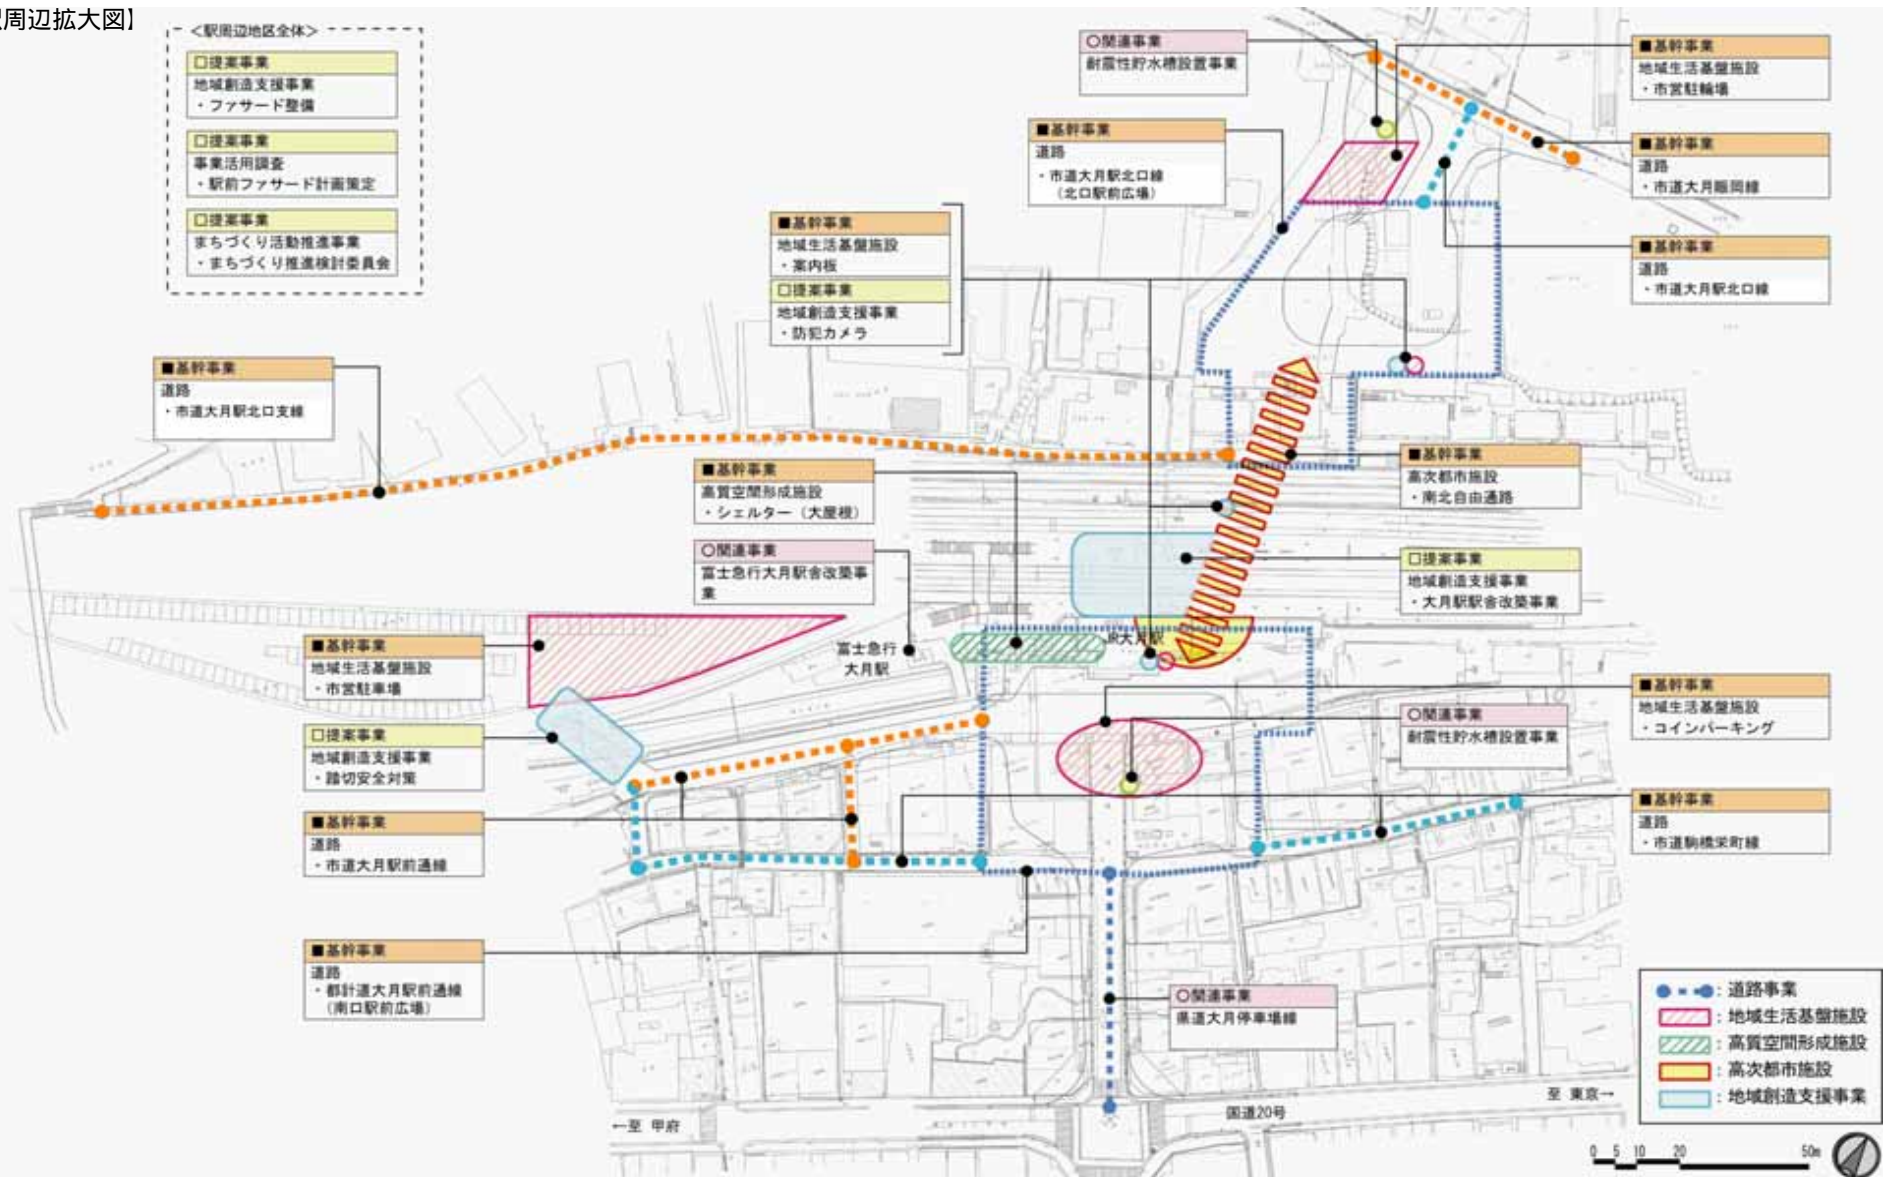 駅周辺拡大図】
<駅周辺地区全体>
□提案事業
地域創造支援事業
・ファサード整備
□提案事業
事業活用調査
・駅前ファサード計画策定
□提案事業
まちづくり活動推進事業
・まちづくり推進検討委員会
○関連事業
耐震性貯水槽設置事業
■基幹事業
地域生活基盤施設
・市営駐輪場
■基幹事業
道路
・市道大月駅北口線
(北口駅前広場)
■基幹事業
道路
・市道大月賑岡線
■基幹事業
地域生活基盤施設
・案内板
□提案事業
地域創造支援事業
・防犯カメラ
■基幹事業
道路
・市道大月駅北口線
■基幹事業
道路
・市道大月駅北口支線
■基幹事業
高質空間形成施設
・シェルター(大屋根)
■基幹事業
高次都市施設
・南北自由通路
○関連事業
富士急行大月駅舎改築事
業
□提案事業
地域創造支援事業
・大月駅駅舎改築事業
■基幹事業
地域生活基盤施設
・市営駐車場
富士急行
大月駅
JR大月駅
■基幹事業
地域生活基盤施設
・コインパーキング
○関連事業
耐震性貯水槽設置事業
□提案事業
地域創造支援事業
・踏切安全対策
■基幹事業
道路
・市道大月駅前通線
■基幹事業
道路
・市道駒橋栄町線
■基幹事業
道路
・都計道大月駅前通線
(南口駅前広場)
○関連事業
県道大月停車場線
:道路事業
:地域生活基盤施設
:高質空間形成施設
:高次都市施設
:地域創造支援事業
至 東京→
国道20号
←至 甲府
0 5 10 20 50m